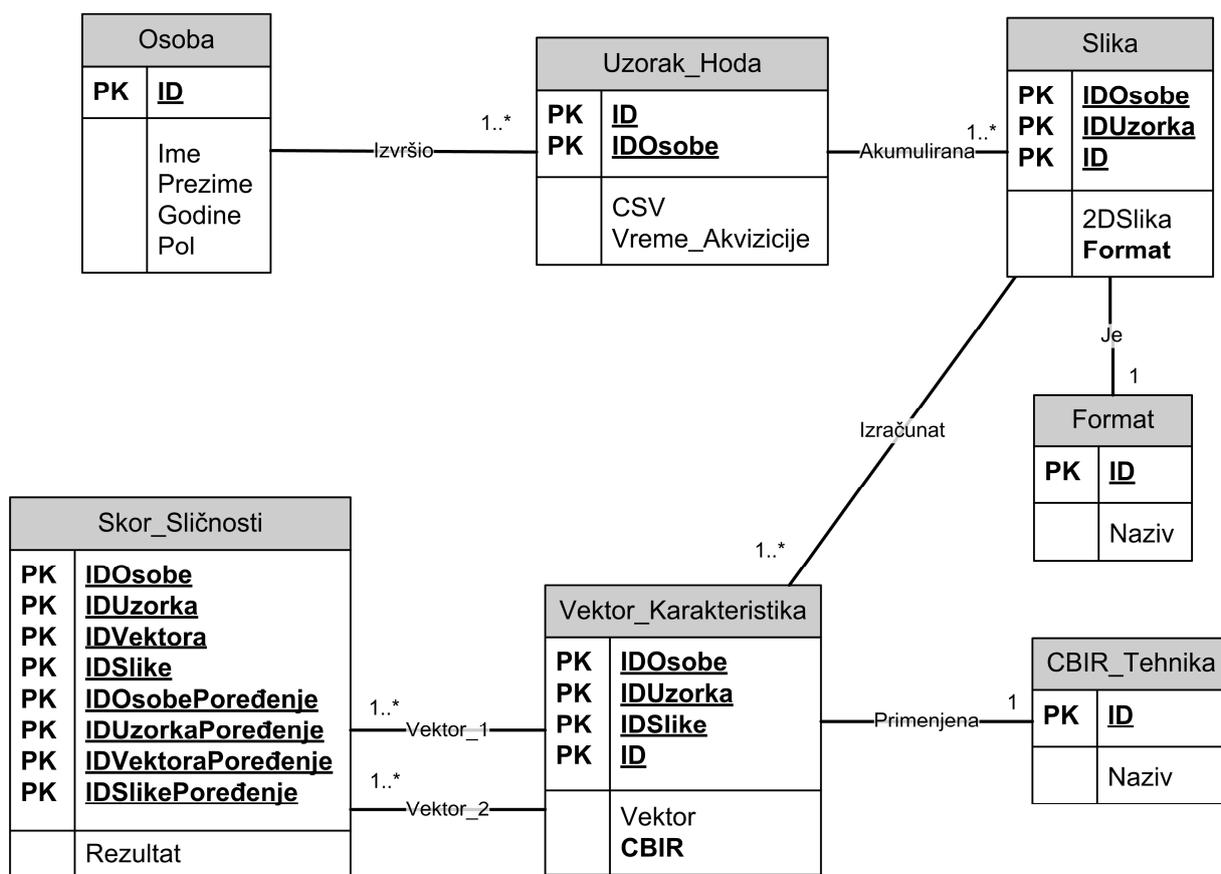 Osoba
PK ID
Ime
Prezime
Godine
Pol
Izvršio
1..*
Uzorak_Hoda
PK ID
PK IDOsobe
CSV
Vreme_Akvizicije
Akumulirana
1..*
Slika
PK IDOsobe
PK IDUzorka
PK ID
2DSlika
Format
Je
1
Format
PK ID
Naziv
Izračunat
1..*
Skor_Sličnosti
PK IDOsobe
PK IDUzorka
PK IDVektora
PK IDSlike
PK IDOsobePoređenje
PK IDUzorkaPoređenje
PK IDVektoraPoređenje
PK IDSlikePoređenje
Rezultat
1..*
Vektor_1
1..*
Vektor_2
Vektor_Karakteristika
PK IDOsobe
PK IDUzorka
PK IDSlike
PK ID
Vektor
CBIR
Primenjena
1
CBIR_Tehnika
PK ID
Naziv